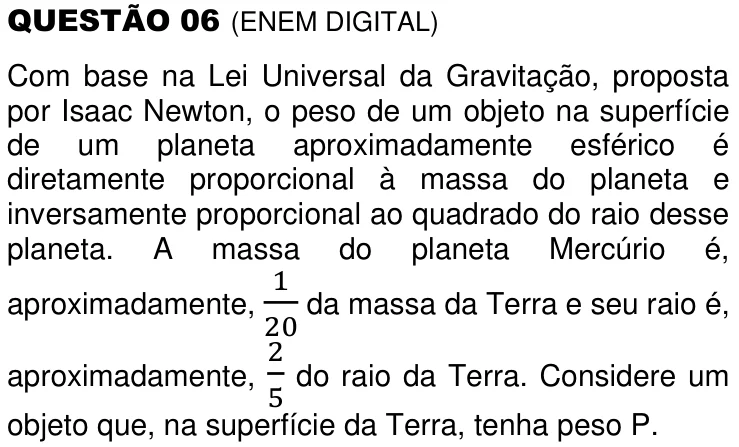 QUESTÃO 06 (ENEM DIGITAL)
Com base na Lei Universal da Gravitação, proposta
por Isaac Newton, o peso de um objeto na superfície
de um planeta aproximadamente esférico é
diretamente proporcional à massa do planeta e
inversamente proporcional ao quadrado do raio desse
planeta. A massa do planeta Mercúrio é,
aproximadamente, 1/20 da massa da Terra e seu raio é,
aproximadamente, 2/5 do raio da Terra. Considere um
objeto que, na superfície da Terra, tenha peso P.